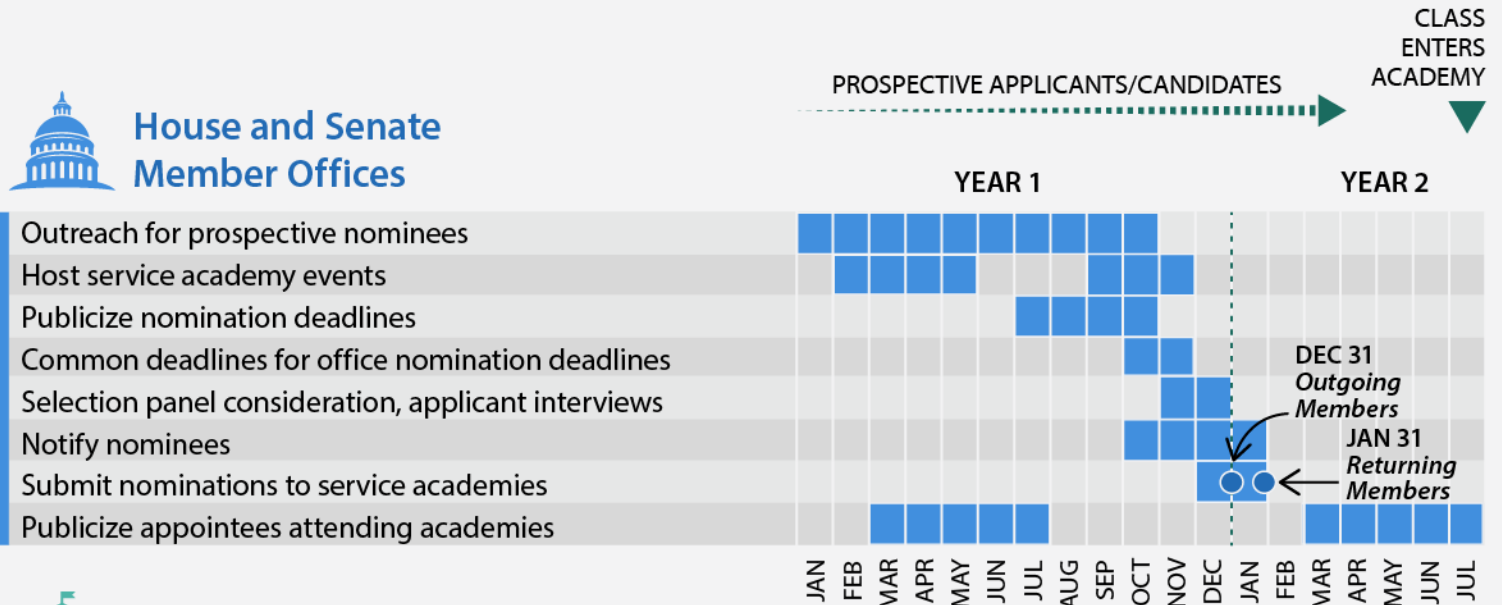 CLASS
ENTERS
ACADEMY
PROSPECTIVE APPLICANTS/CANDIDATES
House and Senate
Member Offices
YEAR 1
YEAR 2
Outreach for prospective nominees
Host service academy events
Publicize nomination deadlines
Common deadlines for office nomination deadlines
Selection panel consideration, applicant interviews
Notify nominees
Submit nominations to service academies
Publicize appointees attending academies
DEC 31
Outgoing
Members
JAN 31
Returning
Members
JAN FEB MAR APR MAY JUN JUL AUG SEP OCT NOV DEC JAN FEB MAR APR MAY JUN JUL